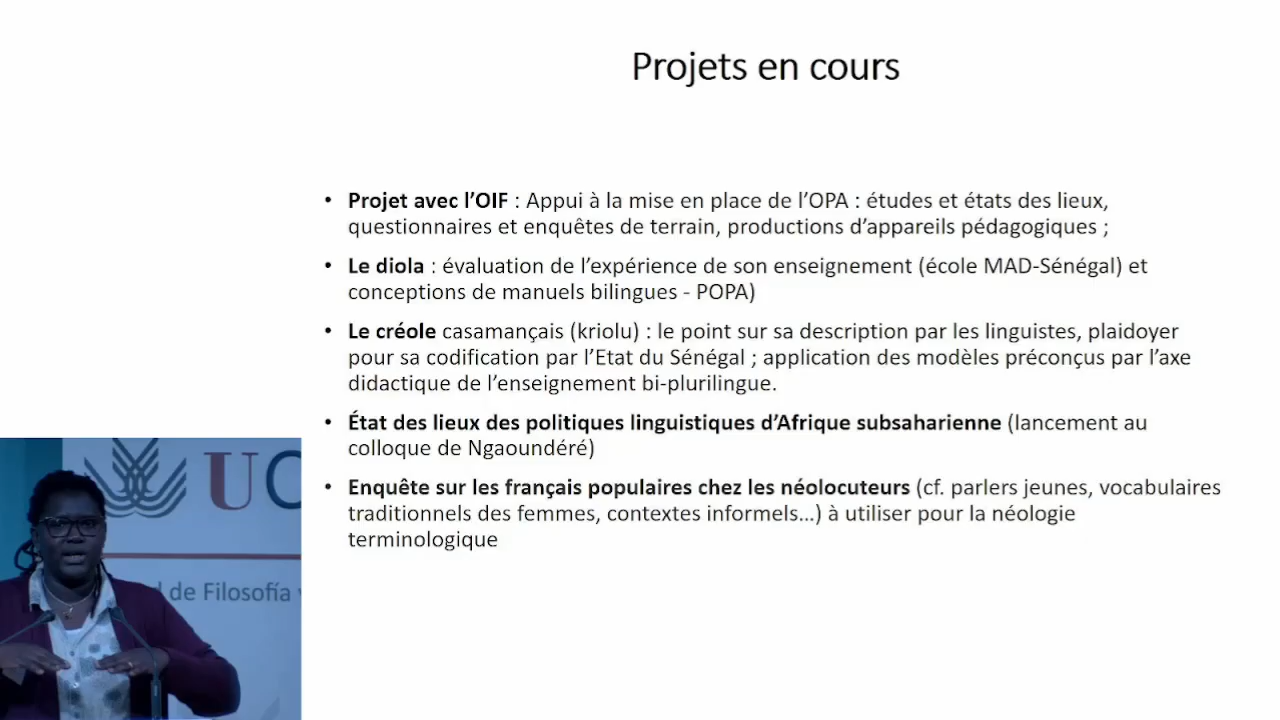 Projets en cours
• Projet avec l’OIF : Appui à la mise en place de l’OPA : études et états des lieux,
questionnaires et enquêtes de terrain, productions d’appareils pédagogiques ;
• Le diola : évaluation de l’expérience de son enseignement (école MAD-Sénégal) et
conceptions de manuels bilingues - POPA)
• Le créole casamançais (kriolu) : le point sur sa description par les linguistes, plaidoyer
pour sa codification par l’Etat du Sénégal ; application des modèles préconçus par l’axe
didactique de l’enseignement bi-plurilingue.
• État des lieux des politiques linguistiques d’Afrique subsaharienne (lancement au
colloque de Ngaoundéré)
• Enquête sur les français populaires chez les néolocuteurs (cf. parlers jeunes, vocabulaires
traditionnels des femmes, contextes informels…) à utiliser pour la néologie
terminologique
UC
d de Filosofía